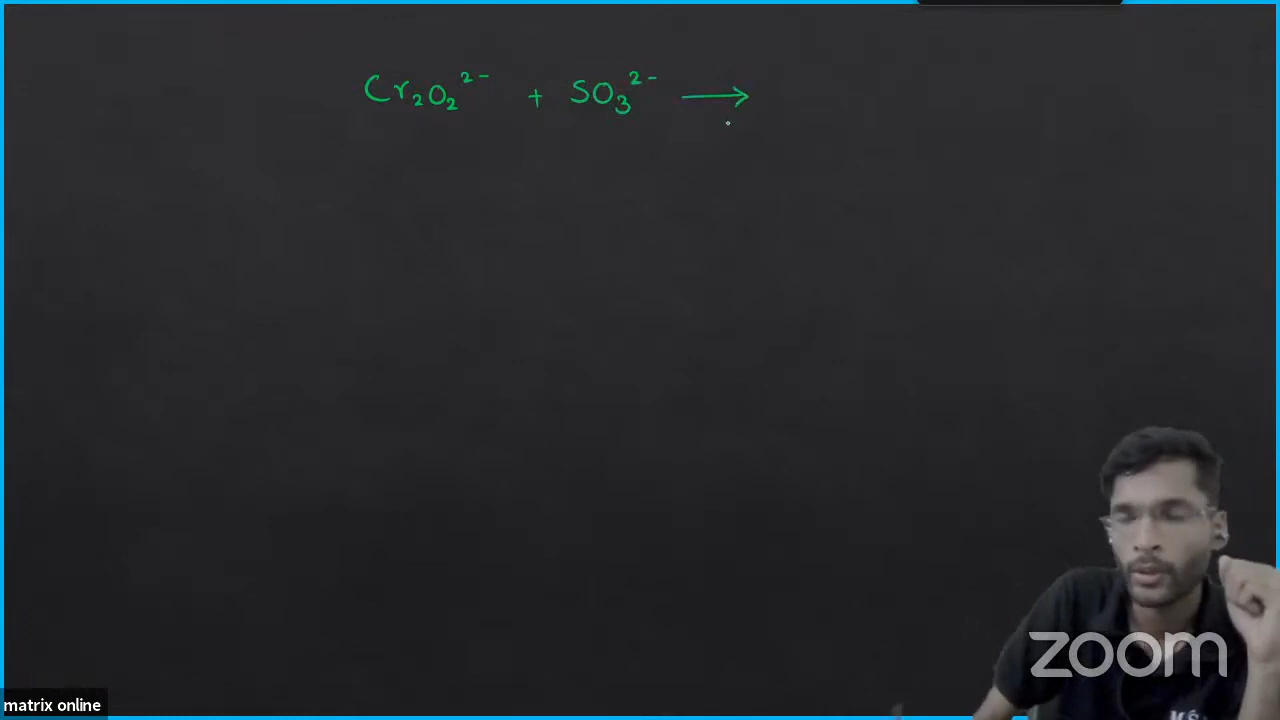 Cr₂O₂²⁻ + SO₃²⁻ ⟶
zoom
matrix online